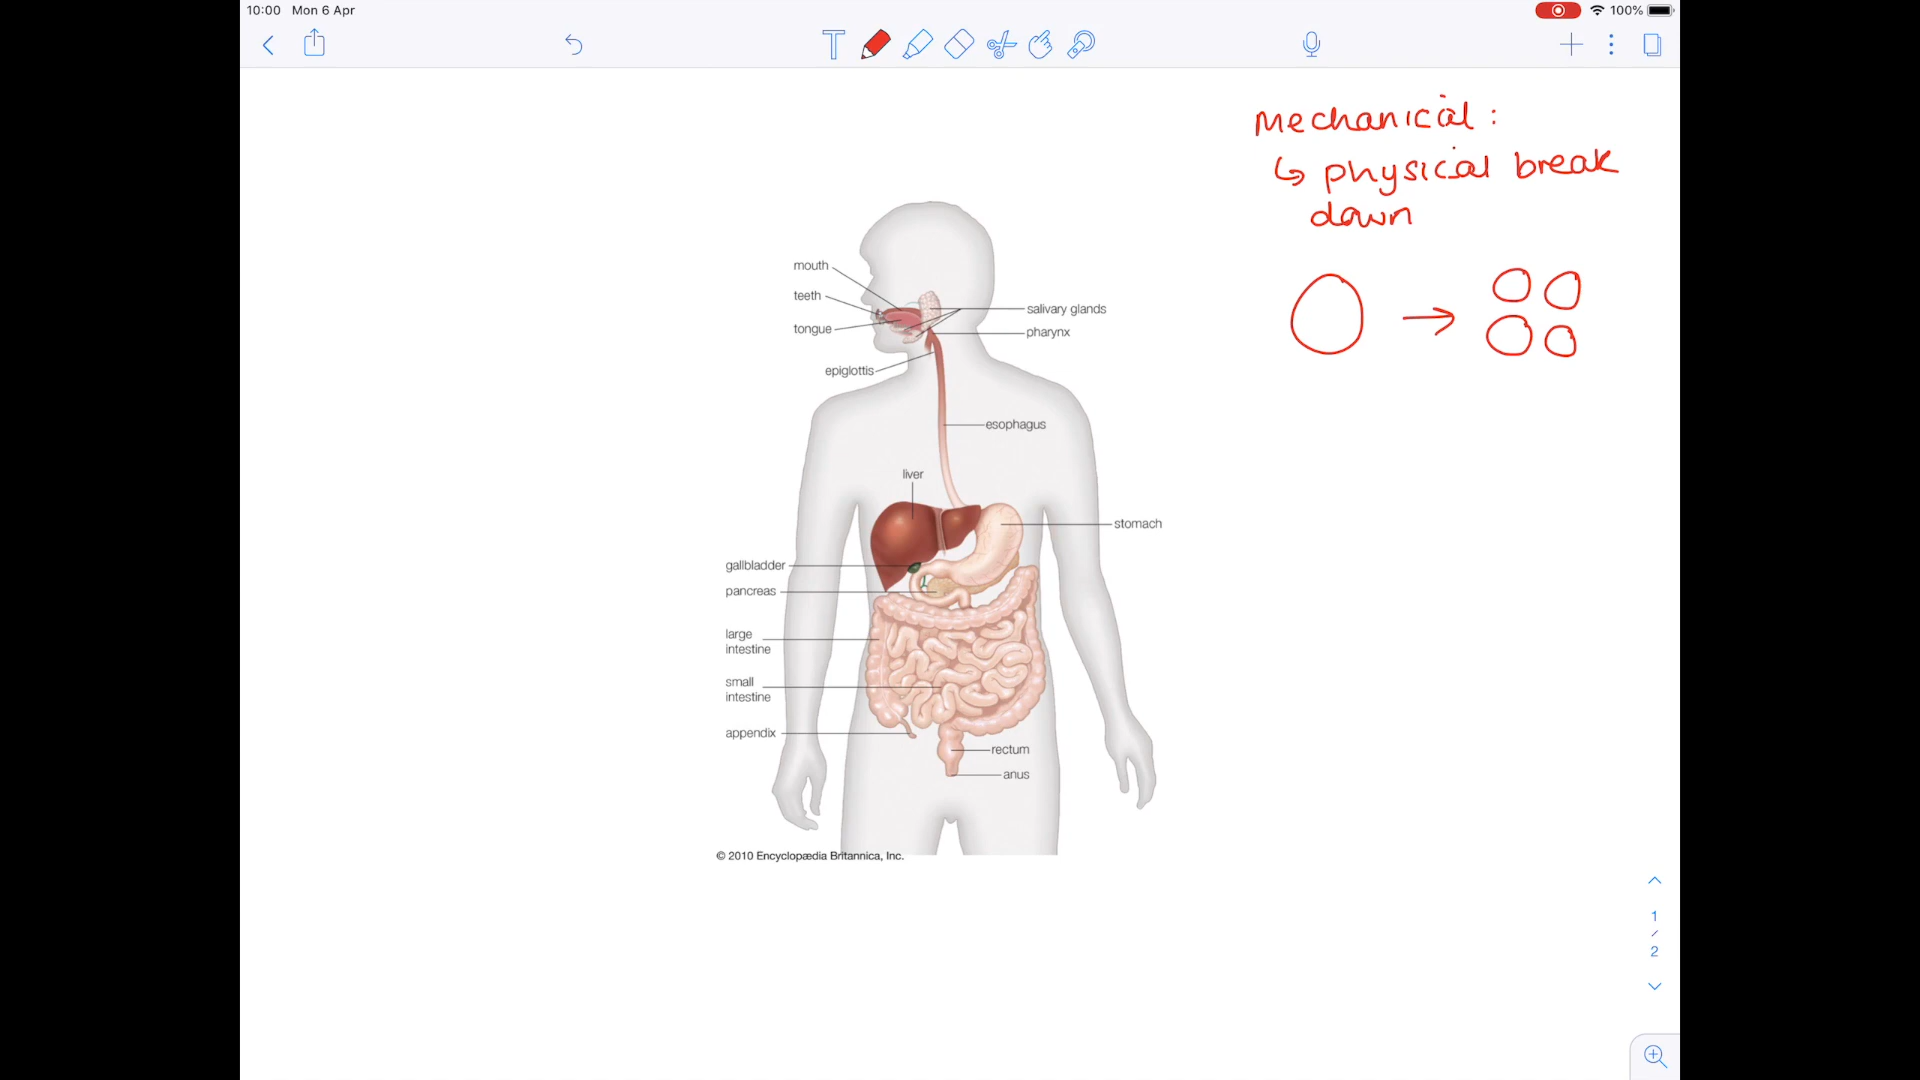 10:00 Mon 6 Apr
100%
T
Mechanical :
↳ physical break
down
mouth
teeth
tongue
salivary glands
pharynx
epiglottis
esophagus
liver
stomach
gallbladder
pancreas
large
intestine
small
intestine
appendix
rectum
anus
© 2010 Encyclopædia Britannica, Inc.
1
/
2